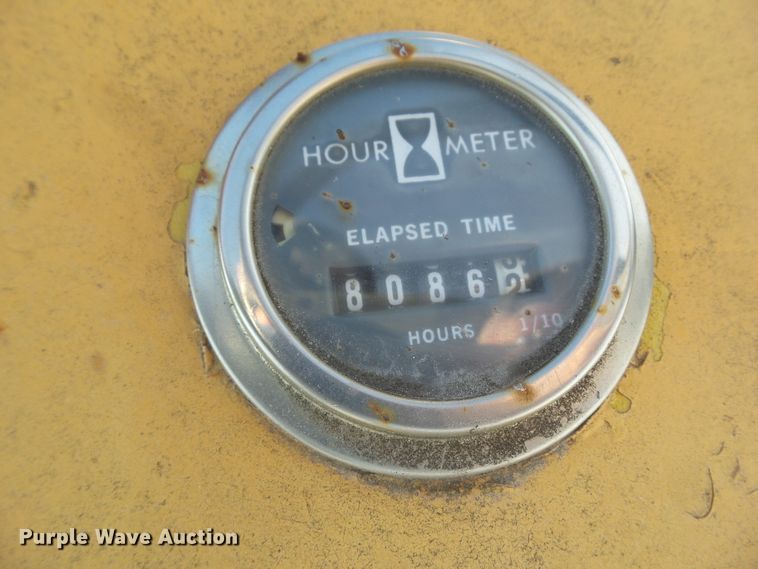 HOUR METER
ELAPSED TIME
8086
HOURS 1/10
Purple Wave Auction